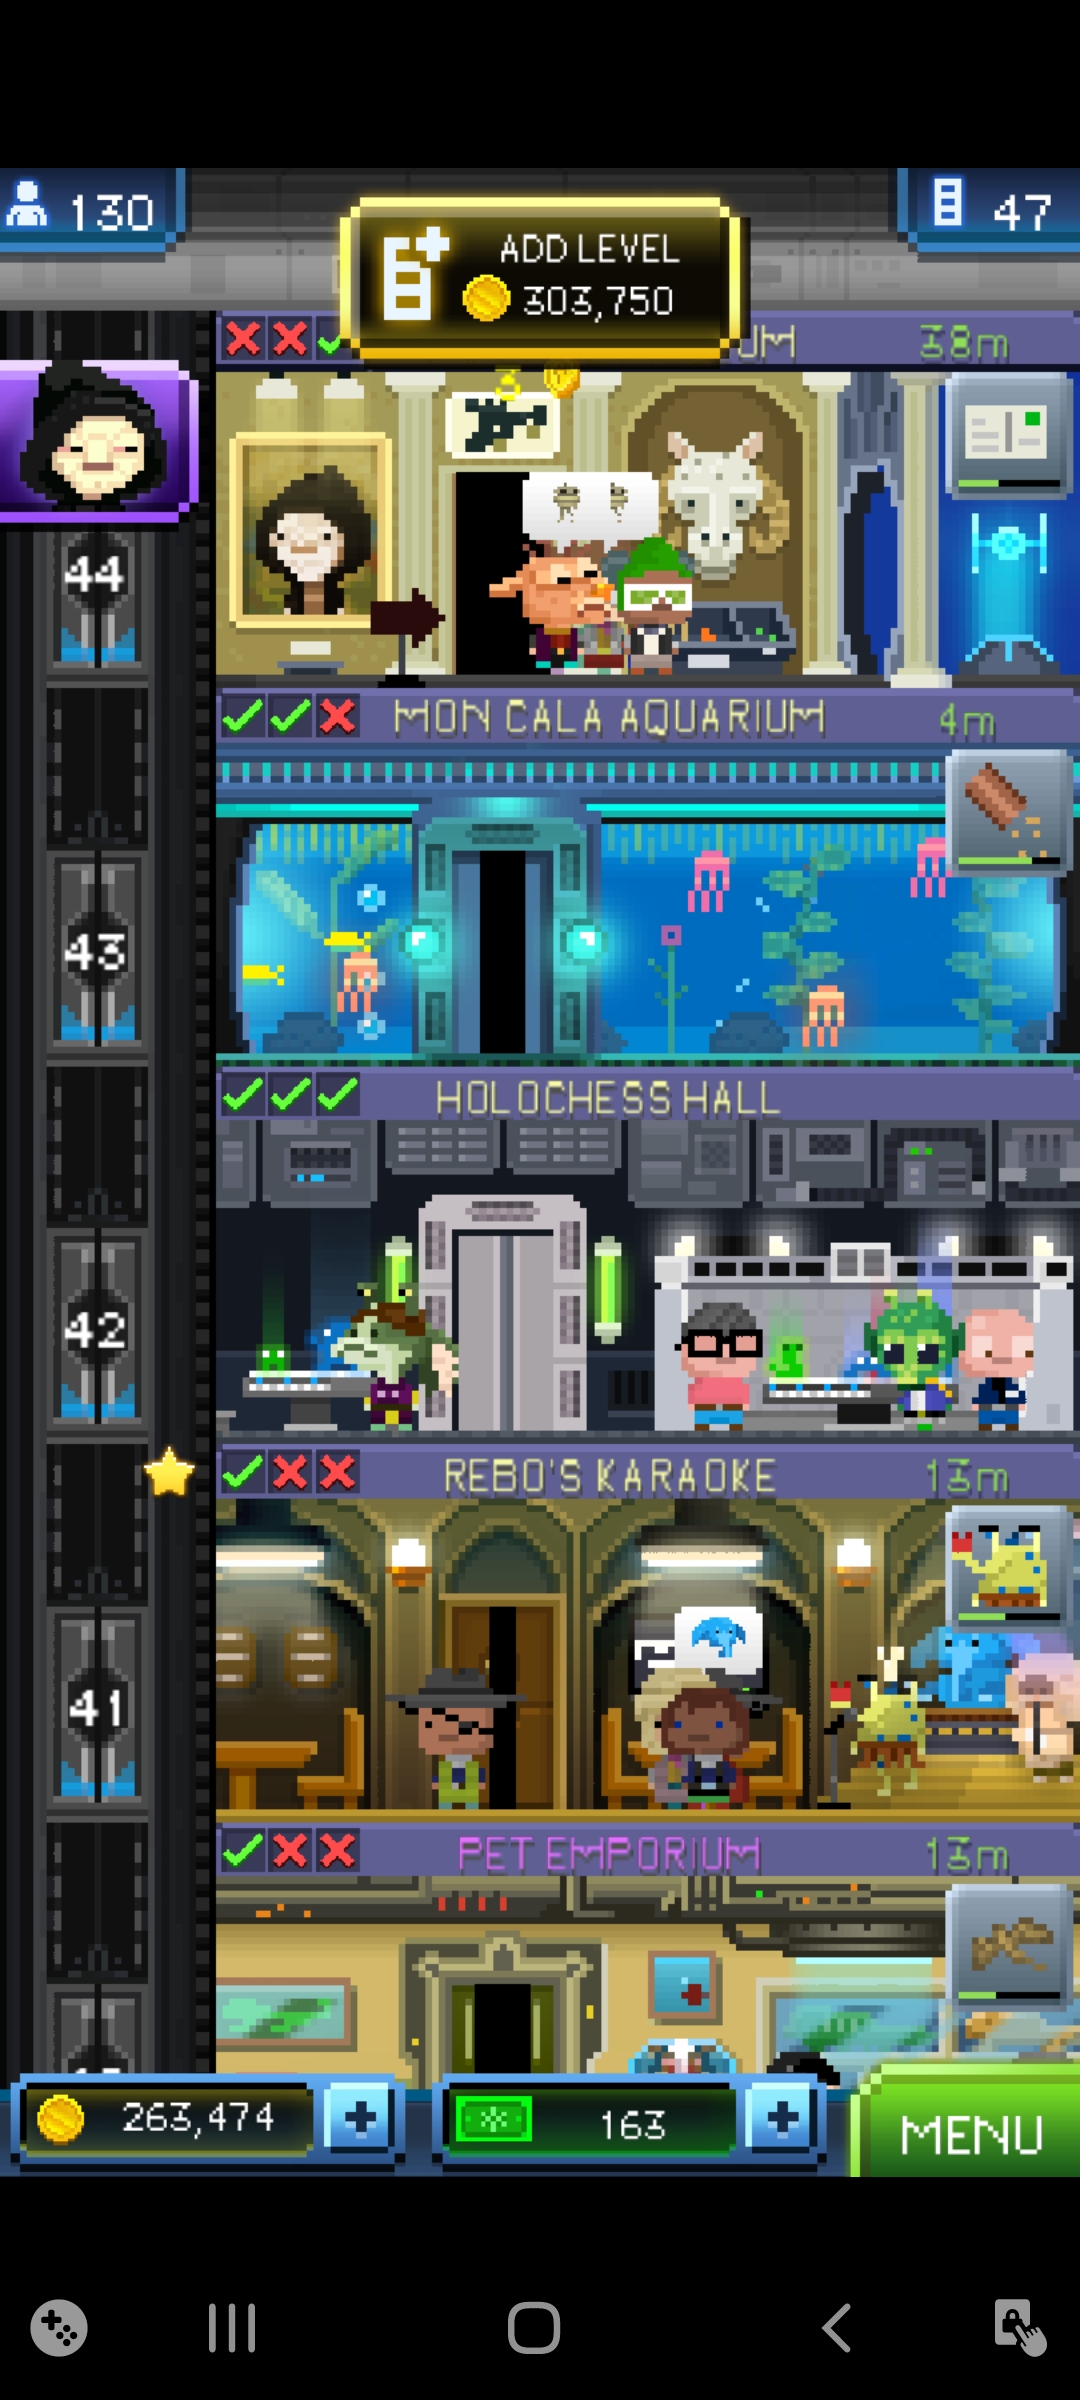 130
47
ADD LEVEL
303,750
UM
38m
44
MON CALA AQUARIUM
4m
43
HOLOCHESS HALL
42
REBO'S KARAOKE
13m
41
PET EMPORIUM
13m
263,474
163
MENU